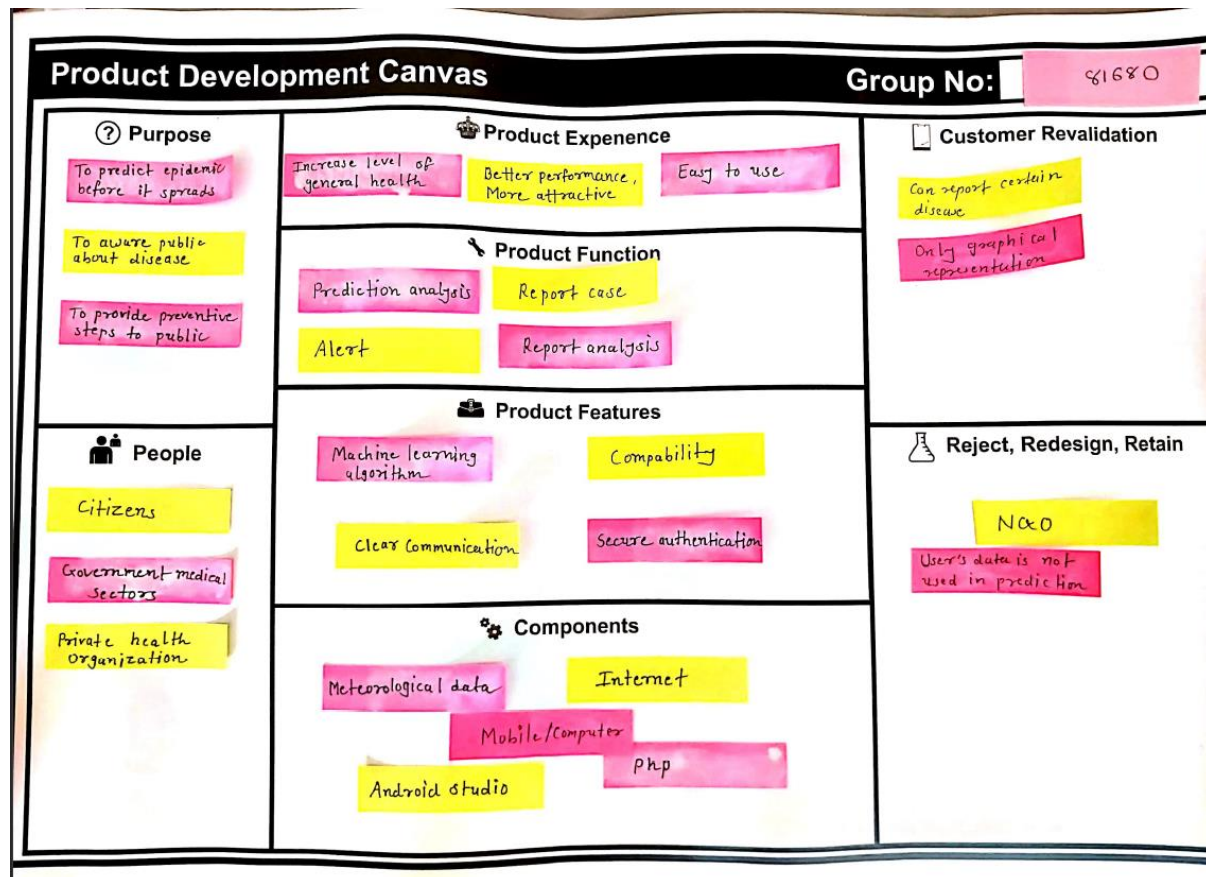 Product Development Canvas
Group No:
81680
Purpose
To predict epidemic
before it spreads
To aware public
about disease
To provide preventive
steps to public
People
Citizens
Government medical
sectors
Private health
organization
Product Expenence
Increase level of
general health
Better performance,
More attractive
Easy to use
Product Function
Prediction analysis
Report case
Alert
Report analysis
Product Features
Machine learning
algorithm
Compability
Clear Communication
Secure authentication
Components
Meteorological data
Internet
Mobile/Computer
Php
Android studio
Customer Revalidation
Can report certain
disease
Only graphical
representation
Reject, Redesign, Retain
User's data is not
used in prediction